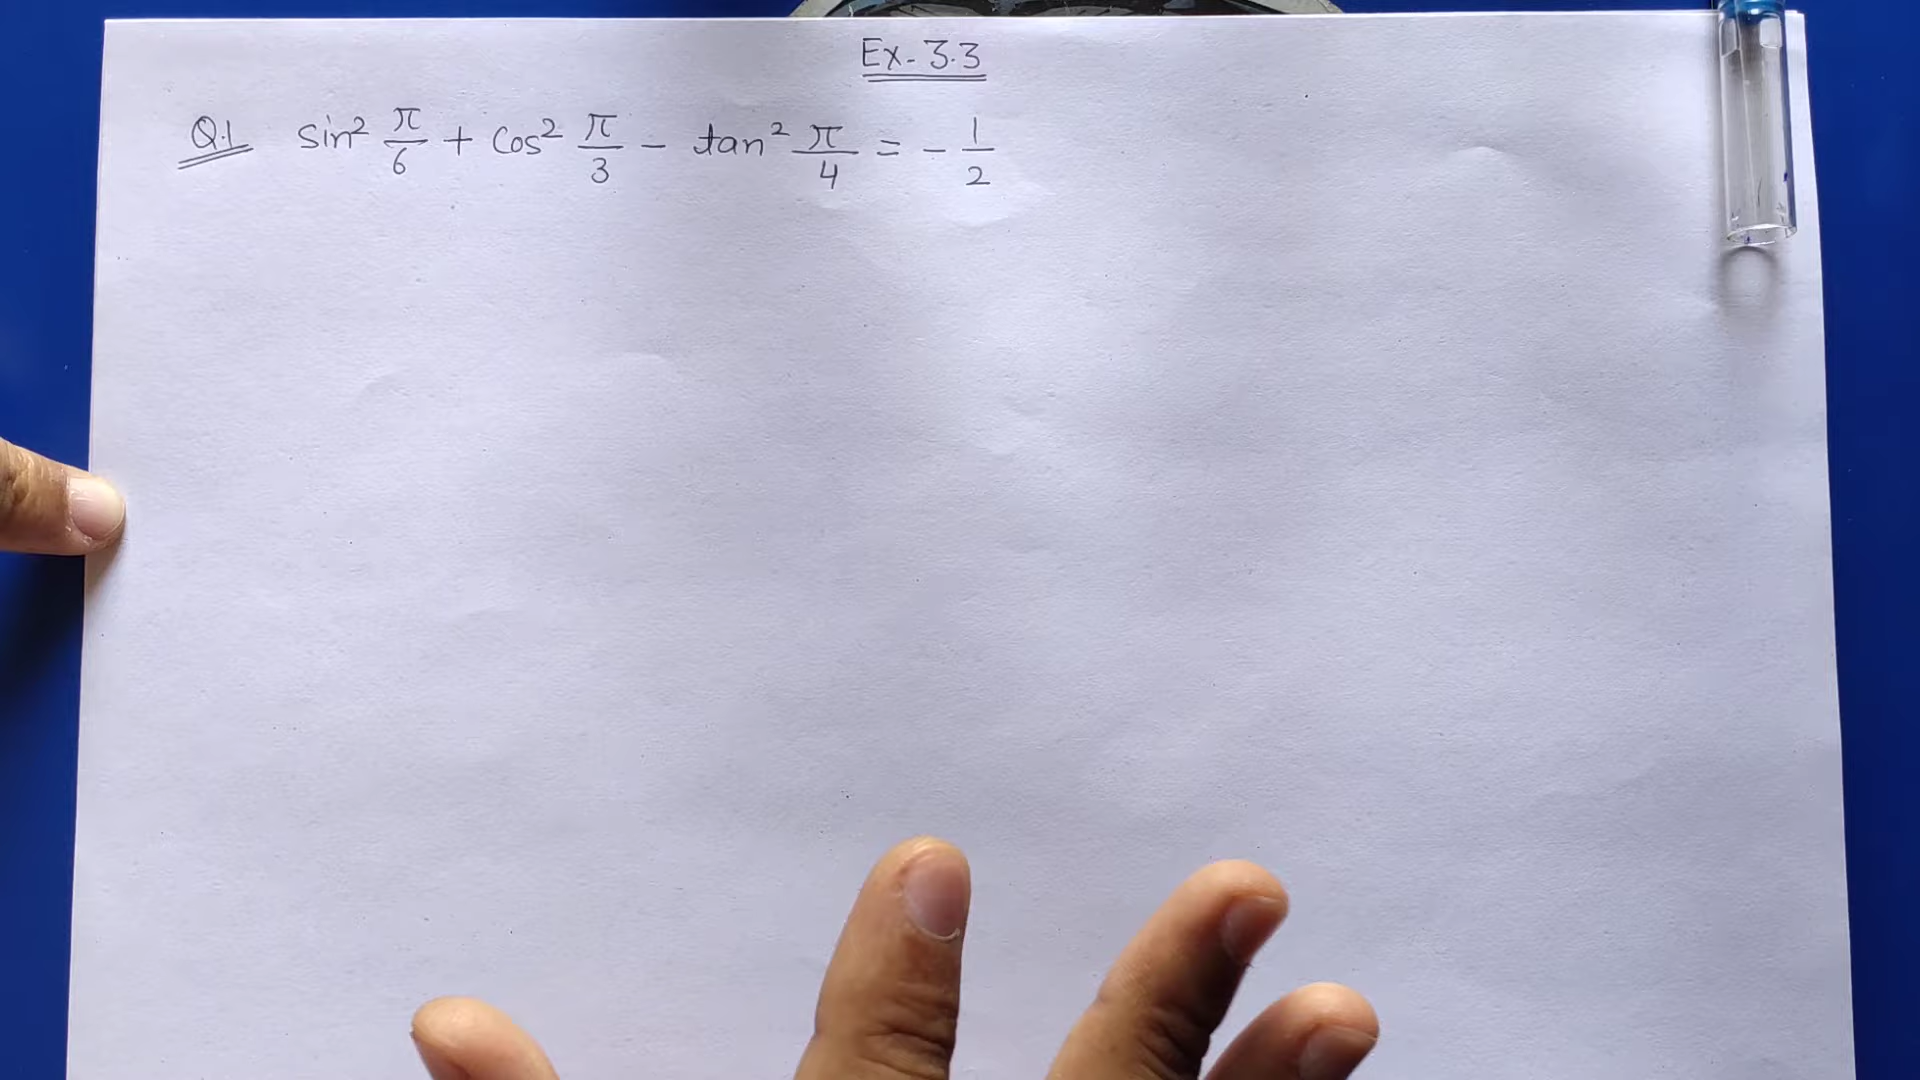 Ex- 3.3
Q.1 sin² π/6 + cos² π/3 - tan² π/4 = - 1/2